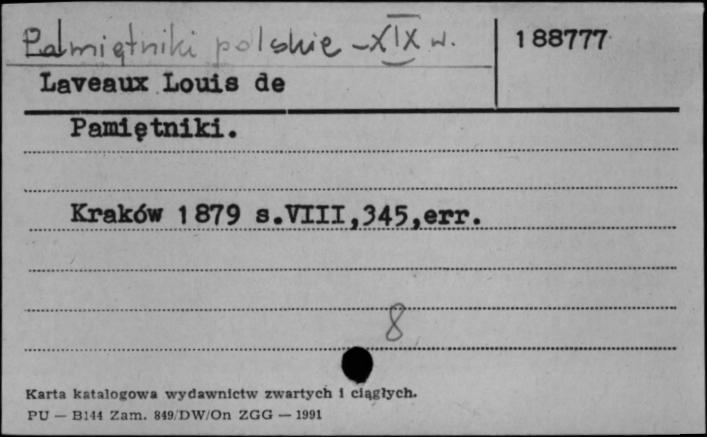 Pamiętniki polskie - XIX w.
188777
Laveaux Louis de
Pamiętniki.
Kraków 1879 s.VIII,345,err.
8
Karta katalogowa wydawnictw zwartych i ciągłych.
PU — B144 Zam. 849/DW/On ZGG — 1991